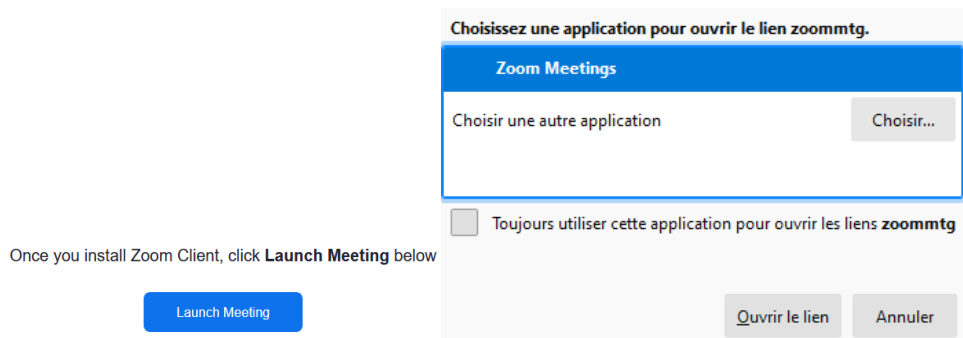 Choisissez une application pour ouvrir le lien zoommtg.
Zoom Meetings
Choisir une autre application
Choisir...
Toujours utiliser cette application pour ouvrir les liens zoommtg
Once you install Zoom Client, click Launch Meeting below
Launch Meeting
Ouvrir le lien
Annuler